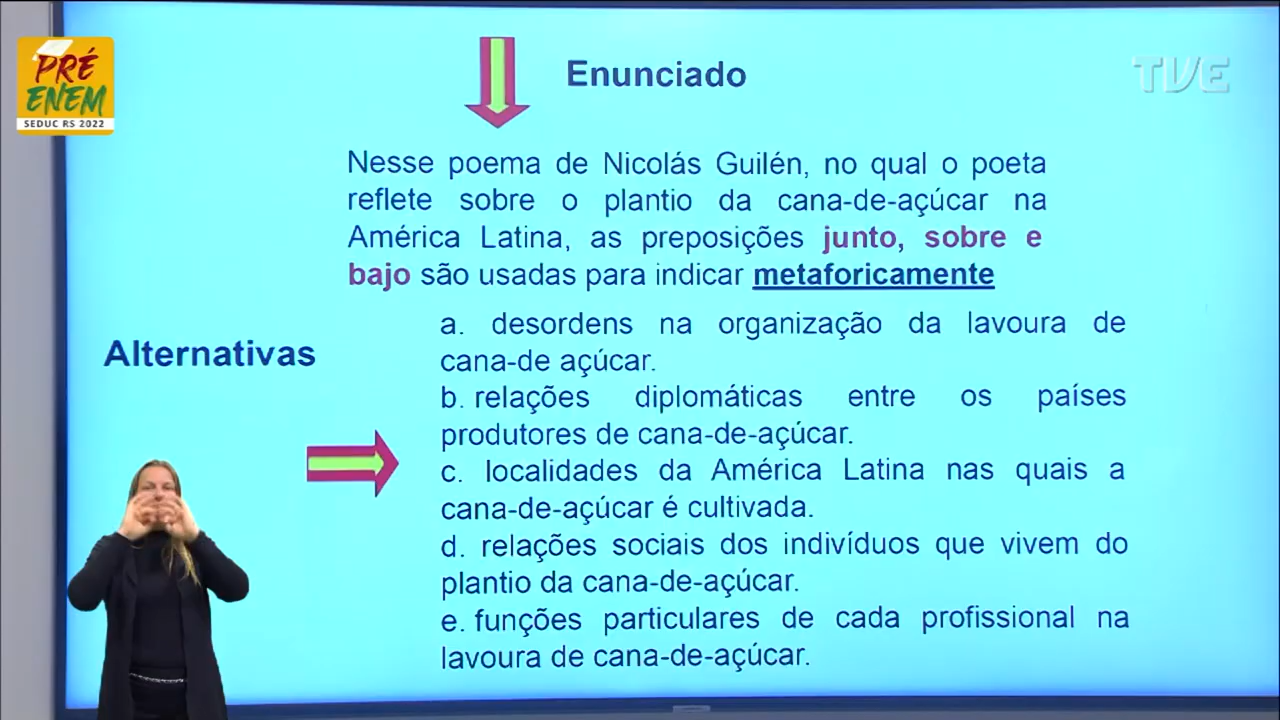 PRÉ
ENEM
SEDUC RS 2022
TVE
Enunciado
Nesse poema de Nicolás Guilén, no qual o poeta
reflete sobre o plantio da cana-de-açúcar na
América Latina, as preposições junto, sobre e
bajo são usadas para indicar metaforicamente
Alternativas
a. desordens na organização da lavoura de
cana-de açúcar.
b. relações diplomáticas entre os países
produtores de cana-de-açúcar.
c. localidades da América Latina nas quais a
cana-de-açúcar é cultivada.
d. relações sociais dos indivíduos que vivem do
plantio da cana-de-açúcar.
e. funções particulares de cada profissional na
lavoura de cana-de-açúcar.